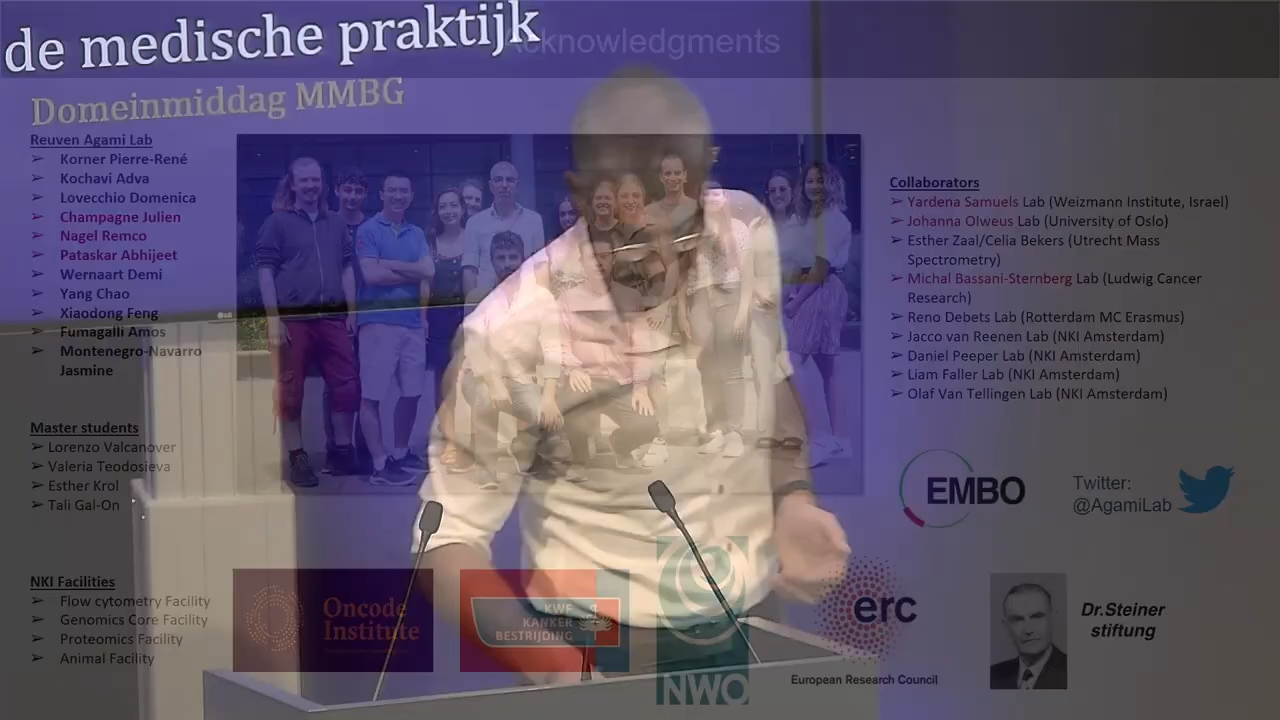 de medische praktijk
Acknowledgments
Domeinmiddag MMBG
Reuven Agami Lab
➢ Korner Pierre-René
➢ Kochavi Adva
➢ Lovecchio Domenica
➢ Champagne Julien
➢ Nagel Remco
➢ Pataskar Abhijeet
➢ Wernaart Demi
➢ Yang Chao
➢ Xiaodong Feng
➢ Fumagalli Amos
➢ Montenegro-Navarro
Jasmine
Master students
➢ Lorenzo Valcanover
➢ Valeria Teodosieva
➢ Esther Krol
➢ Tali Gal-On
NKI Facilities
➢ Flow cytometry Facility
➢ Genomics Core Facility
➢ Proteomics Facility
➢ Animal Facility
Collaborators
➢ Yardena Samuels Lab (Weizmann Institute, Israel)
➢ Johanna Olweus Lab (University of Oslo)
➢ Esther Zaal/Celia Bekers (Utrecht Mass
Spectrometry)
➢ Michal Bassani-Sternberg Lab (Ludwig Cancer
Research)
➢ Reno Debets Lab (Rotterdam MC Erasmus)
➢ Jacco van Reenen Lab (NKI Amsterdam)
➢ Daniel Peeper Lab (NKI Amsterdam)
➢ Liam Faller Lab (NKI Amsterdam)
➢ Olaf Van Tellingen Lab (NKI Amsterdam)
EMBO
Twitter:
@AgamiLab
Oncode
Institute
KWF
KANKER
BESTRIJDING
NWO
erc
European Research Council
Dr.Steiner
stiftung